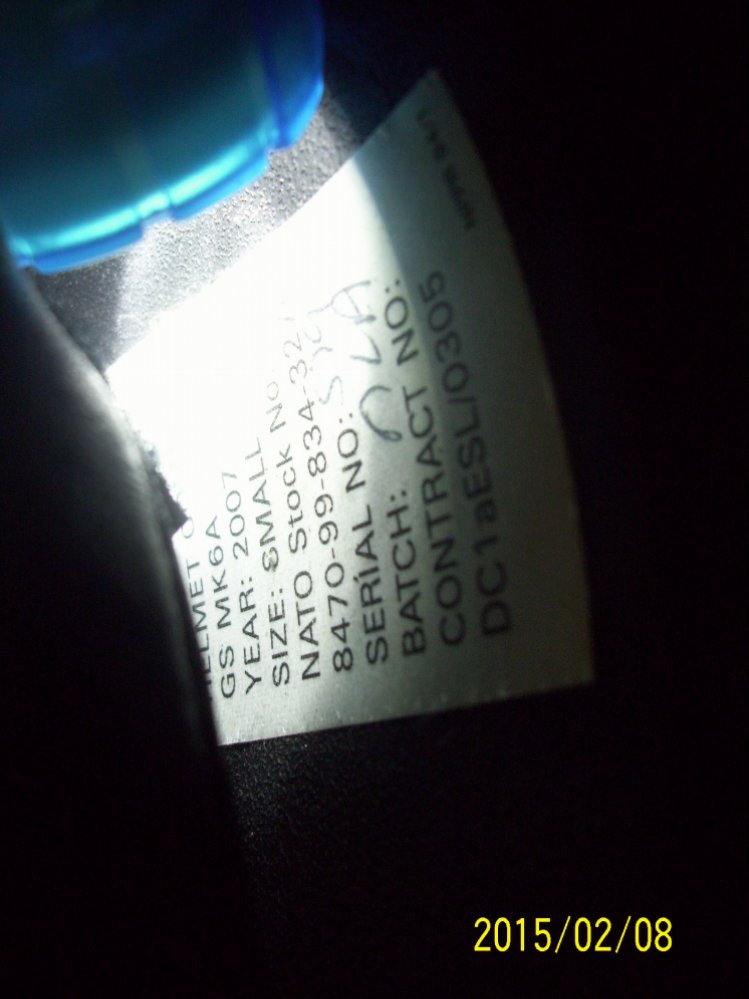 GS MK6A
YEAR: 2007
SIZE: SMALL
NATO Stock No
8470-99-834-32
SERIAL NO:
BATCH:
CONTRACT NO:
DC1aESL/0305
2015/02/08